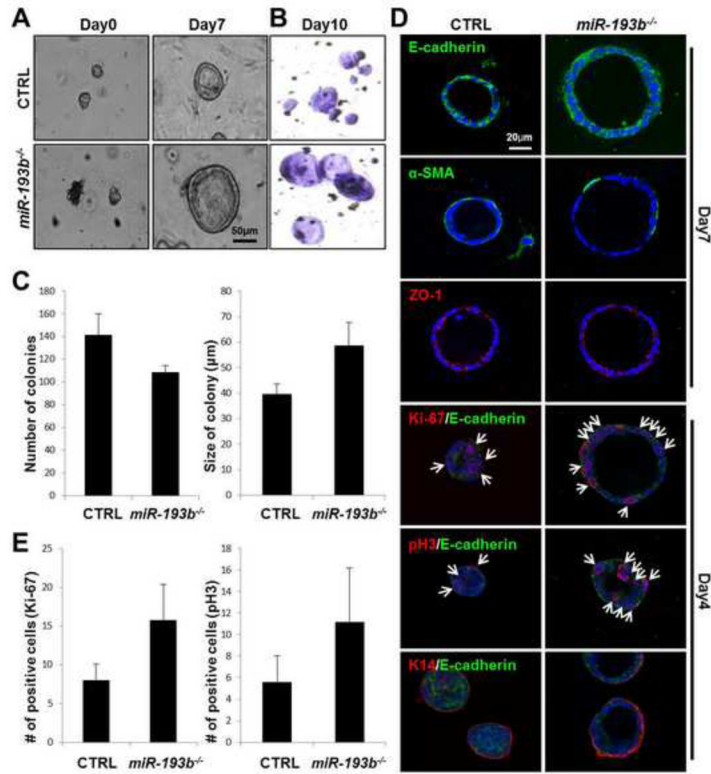 A
Day0
Day7
B
Day10
CTRL
miR-193b-/-
50µm
C
Number of colonies
180
160
140
120
100
80
60
40
20
0
CTRL
miR-193b-/-
Size of colony (µm)
80
70
60
50
40
30
20
10
0
CTRL
miR-193b-/-
E
# of positive cells (Ki-67)
25
20
15
10
5
0
CTRL
miR-193b-/-
# of positive cells (pH3)
18
16
14
12
10
8
6
4
2
0
CTRL
miR-193b-/-
D
CTRL
miR-193b-/-
E-cadherin
20µm
α-SMA
ZO-1
Day7
Ki-67/E-cadherin
pH3/E-cadherin
K14/E-cadherin
Day4